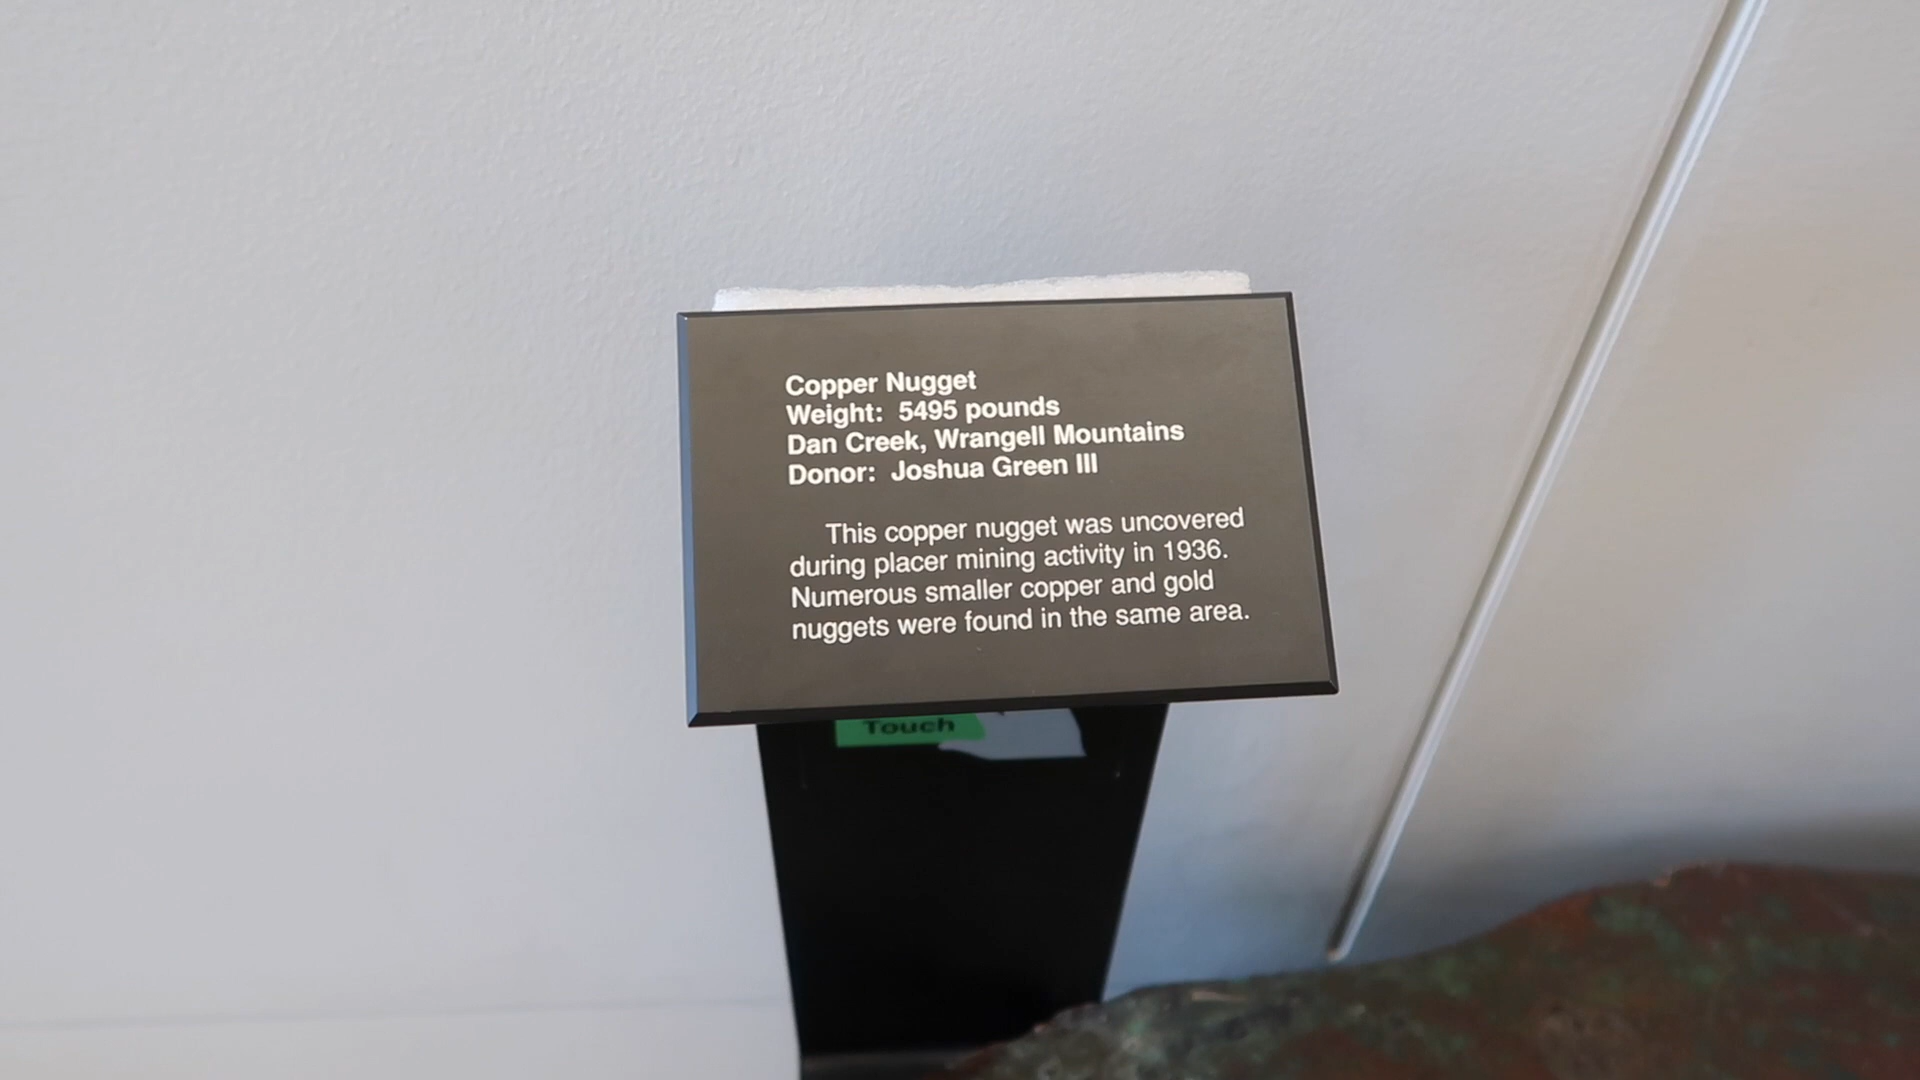 Copper Nugget
Weight: 5495 pounds
Dan Creek, Wrangell Mountains
Donor: Joshua Green III
This copper nugget was uncovered
during placer mining activity in 1936.
Numerous smaller copper and gold
nuggets were found in the same area.
Touch